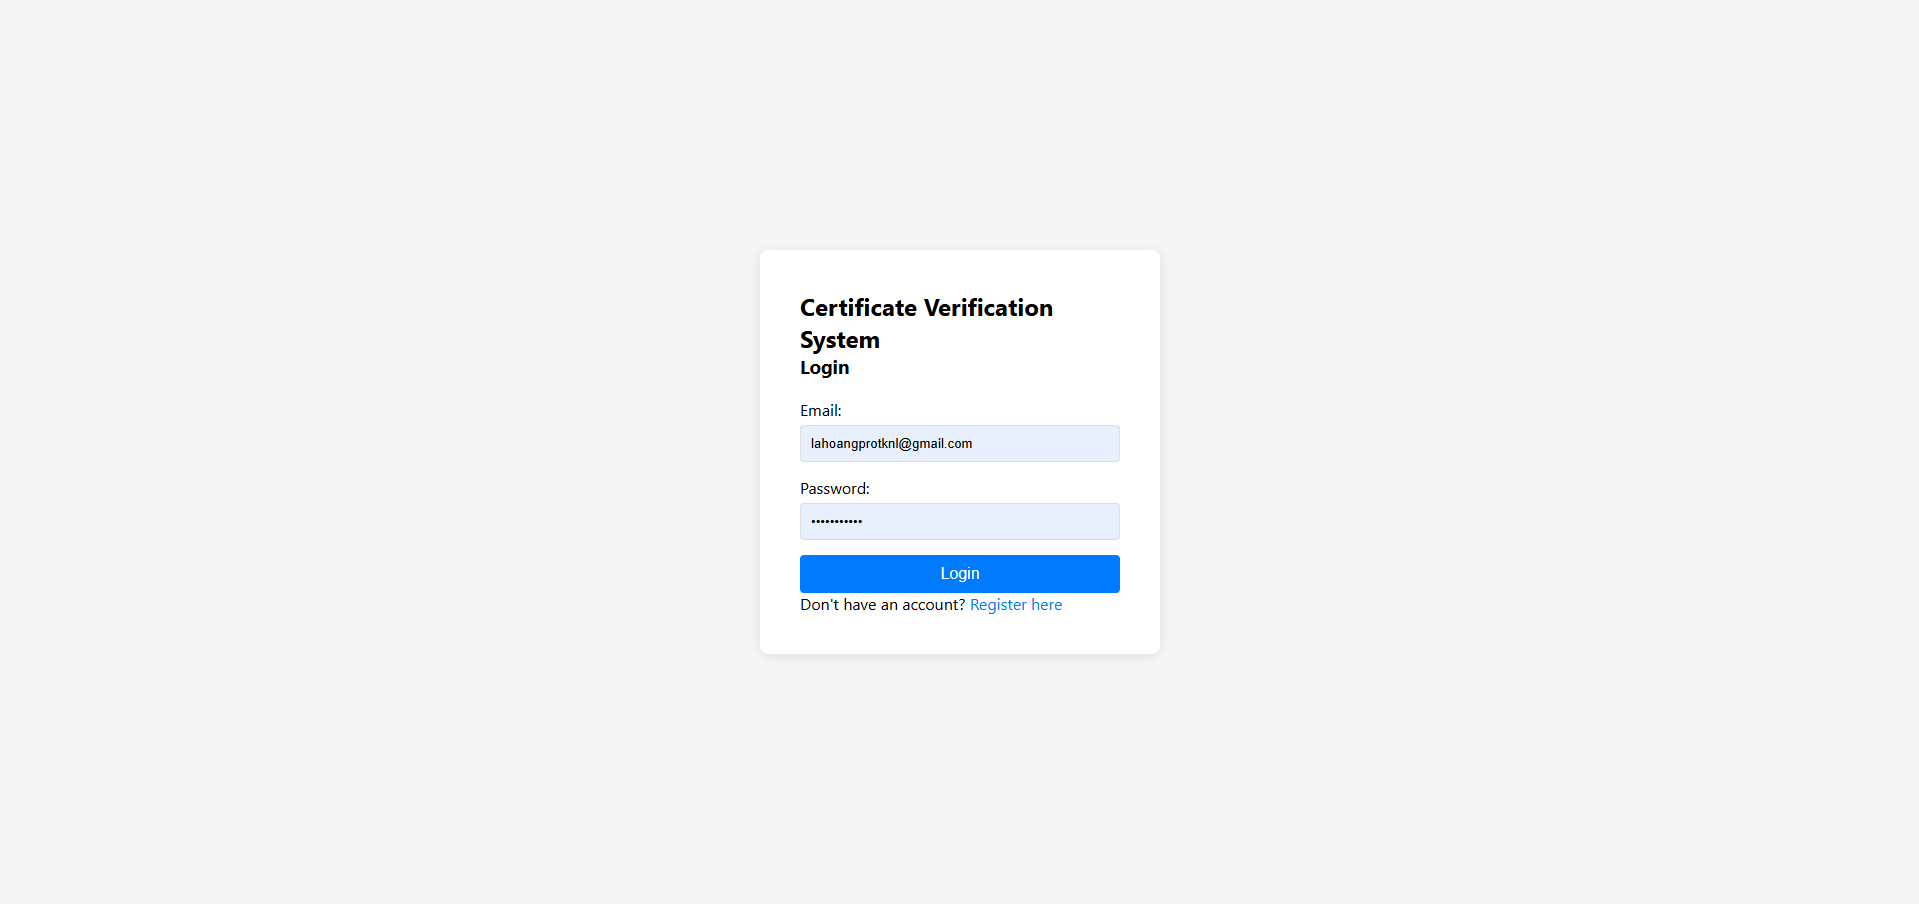 Certificate Verification
System
Login
Email:
lahoangprotknl@gmail.com
Password:
•••••••••••
Login
Don't have an account? Register here